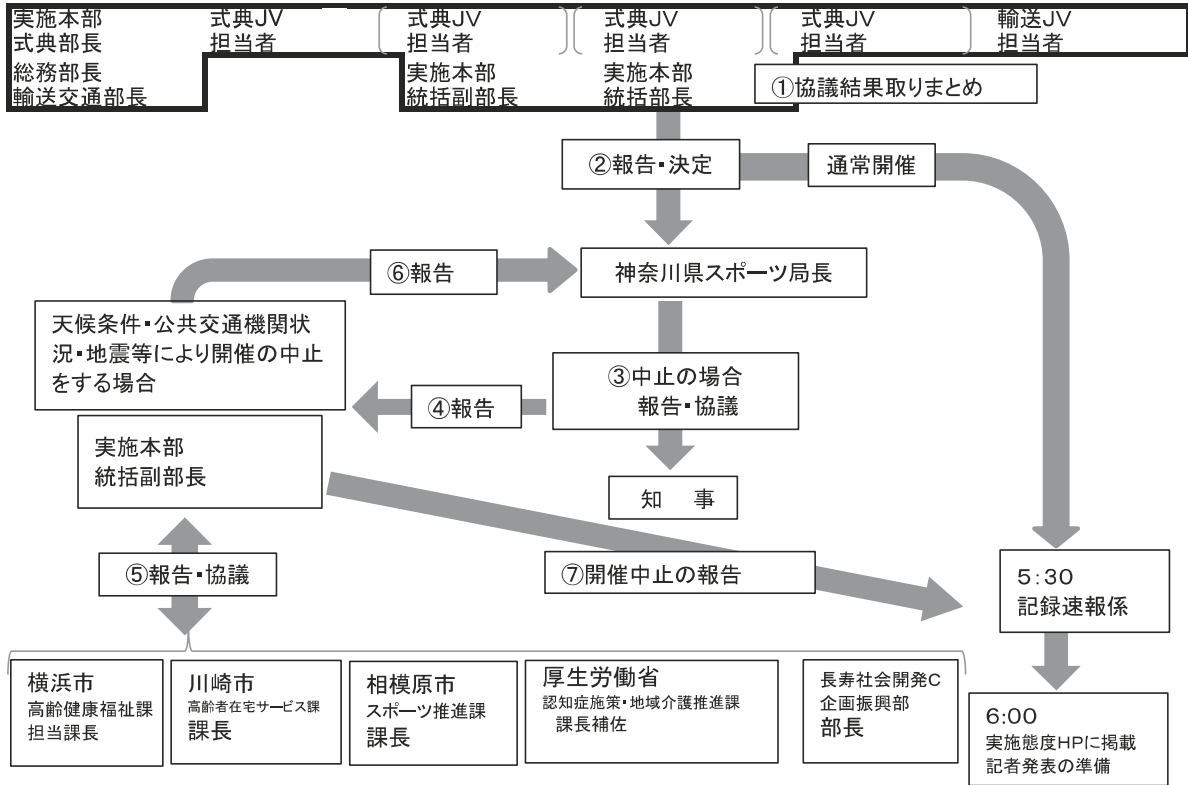 実施本部
式典部長
式典JV
担当者
式典JV
担当者
式典JV
担当者
式典JV
担当者
輸送JV
担当者
総務部長
輸送交通部長
実施本部
統括副部長
実施本部
統括部長
①協議結果取りまとめ
②報告・決定
通常開催
⑥報告
神奈川県スポーツ局長
天候条件・公共交通機関状
況・地震等により開催の中止
をする場合
③中止の場合
報告・協議
④報告
実施本部
統括副部長
知　事
⑤報告・協議
⑦開催中止の報告
5:30
記録速報係
横浜市
高齢健康福祉課
担当課長
川崎市
高齢者在宅サービス課
課長
相模原市
スポーツ推進課
課長
厚生労働省
認知症施策・地域介護推進課
課長補佐
長寿社会開発C
企画振興部
部長
6:00
実施態度HPに掲載
記者発表の準備